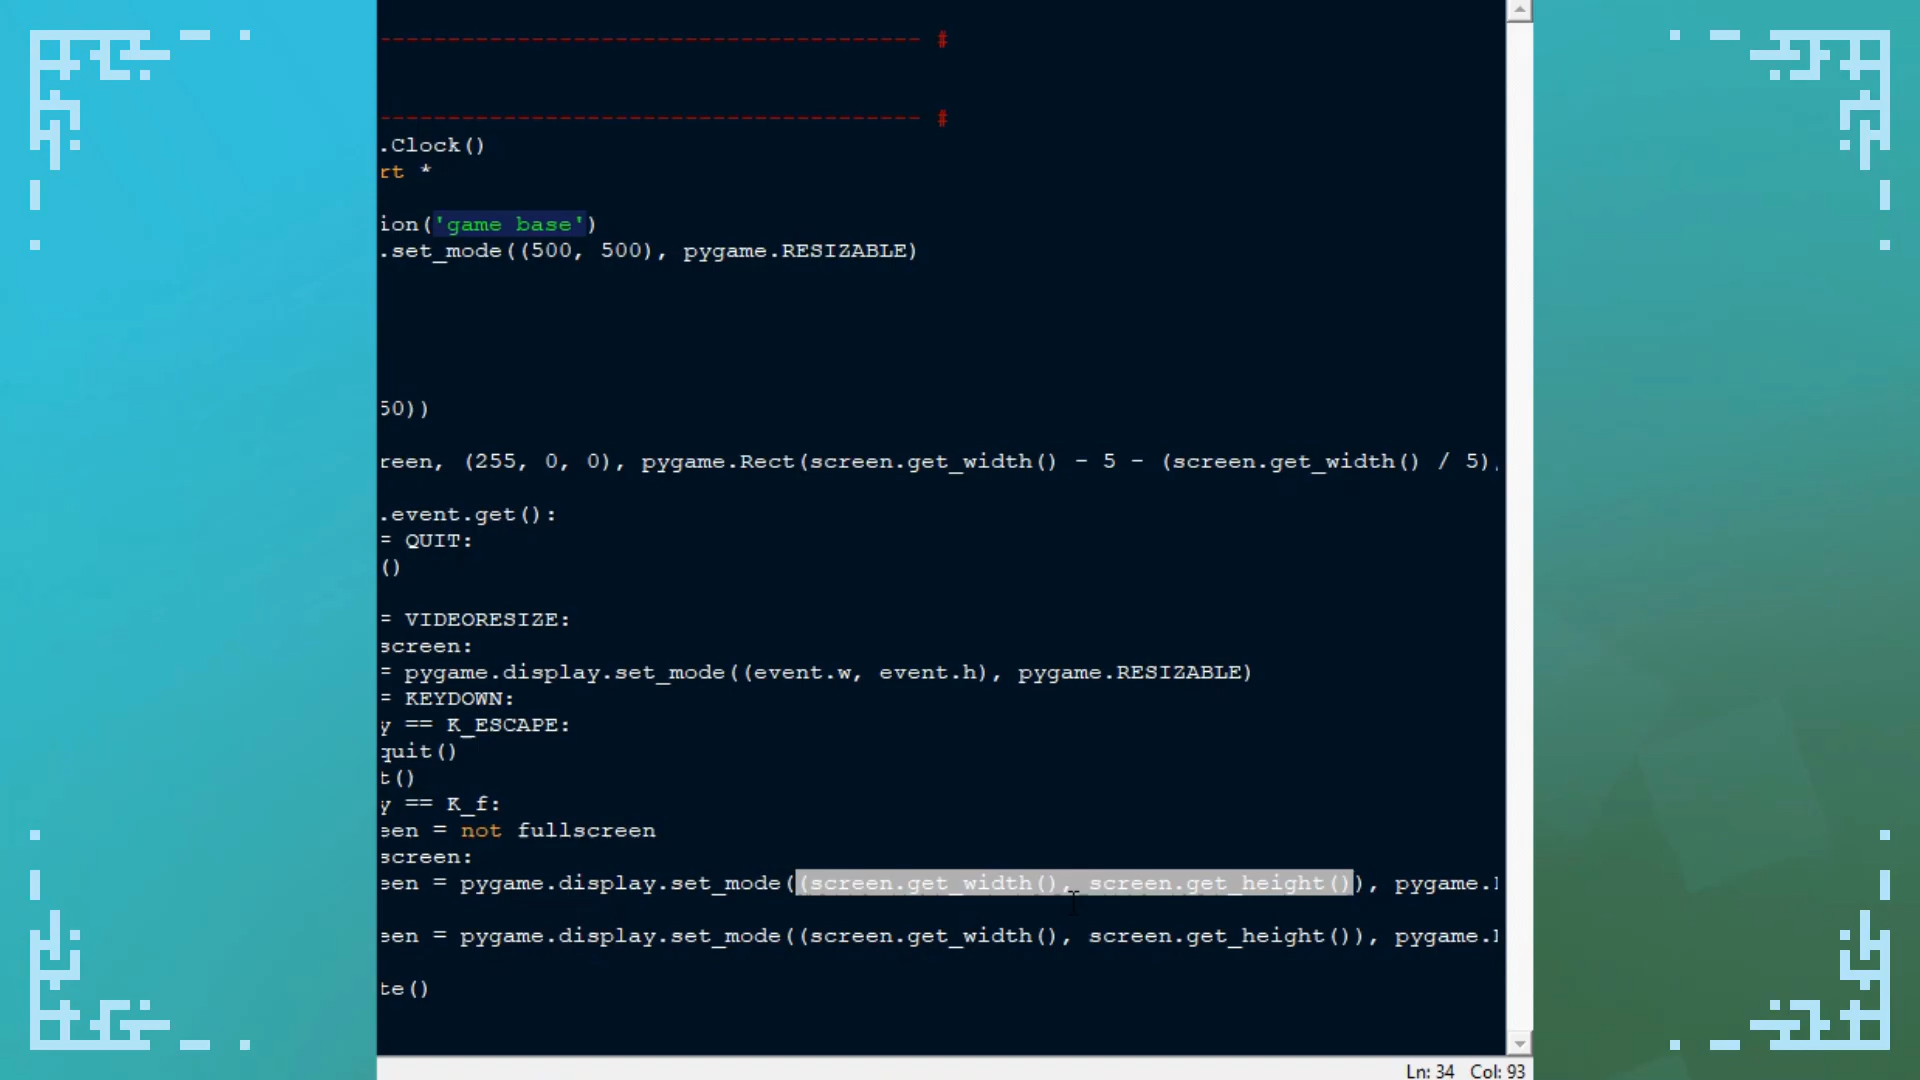 ---------------------------------------- #
---------------------------------------- #
.Clock()
rt *
ion('game base')
.set_mode((500, 500), pygame.RESIZABLE)
50))
reen, (255, 0, 0), pygame.Rect(screen.get_width() - 5 - (screen.get_width() / 5),
.event.get():
= QUIT:
()
= VIDEORESIZE:
screen:
= pygame.display.set_mode((event.w, event.h), pygame.RESIZABLE)
= KEYDOWN:
y == K_ESCAPE:
quit()
t()
y == K_f:
een = not fullscreen
screen:
een = pygame.display.set_mode((screen.get_width(), screen.get_height()), pygame.
een = pygame.display.set_mode((screen.get_width(), screen.get_height()), pygame.
te()
Ln: 34 Col: 93